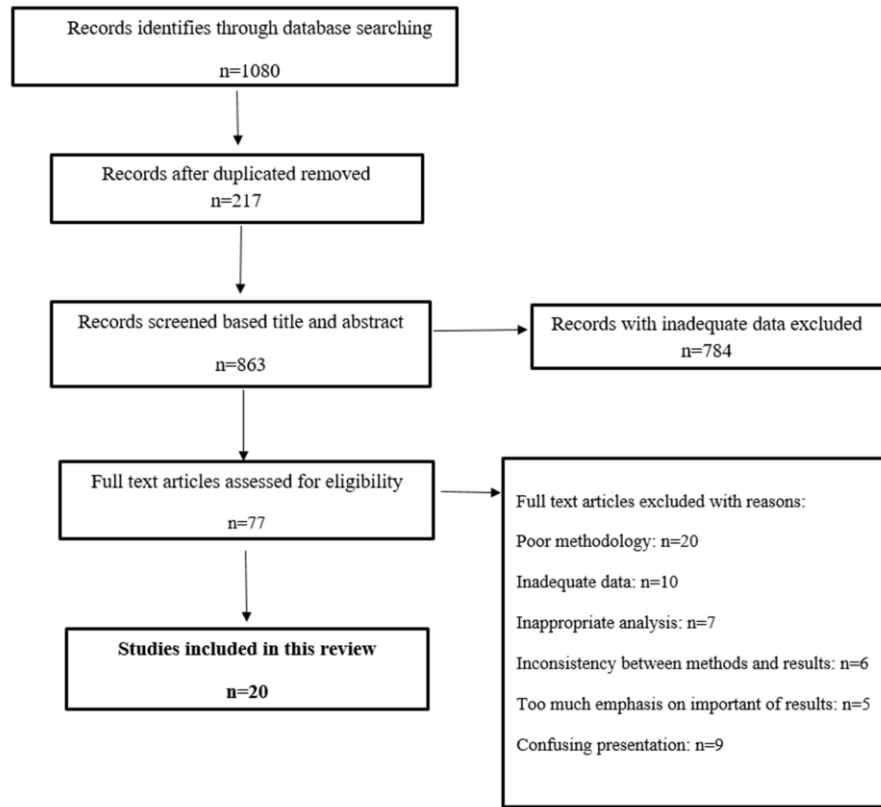 Records identifies through database searching
n=1080
Records after duplicated removed
n=217
Records screened based title and abstract
n=863
Records with inadequate data excluded
n=784
Full text articles assessed for eligibility
n=77
Full text articles excluded with reasons:
Poor methodology: n=20
Inadequate data: n=10
Inappropriate analysis: n=7
Inconsistency between methods and results: n=6
Too much emphasis on important of results: n=5
Confusing presentation: n=9
Studies included in this review
n=20